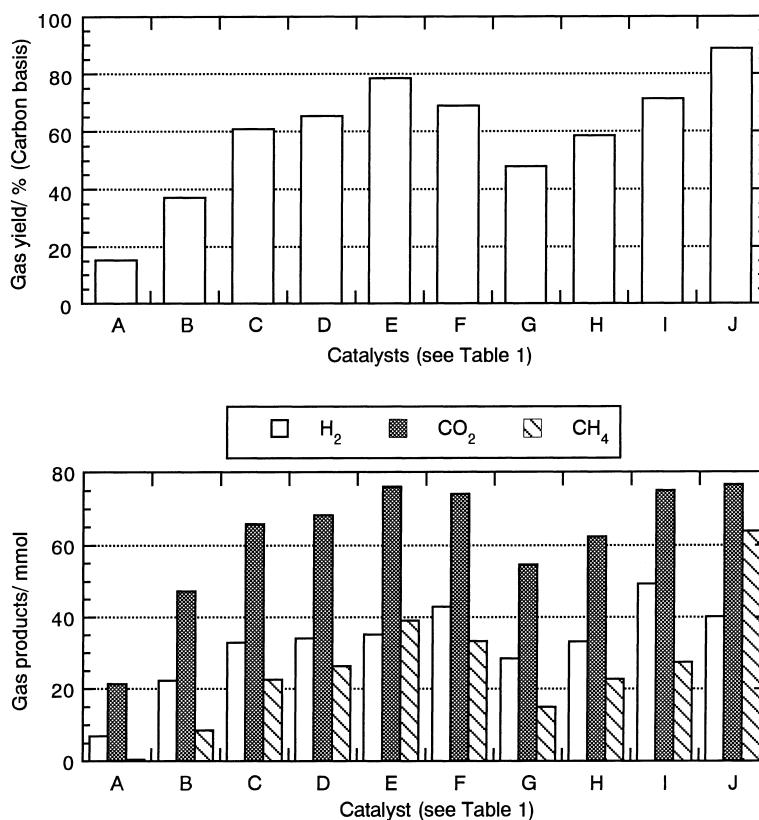 Gas yield/ % (Carbon basis)
100
80
60
40
20
0
A B C D E F G H I J
Catalysts (see Table 1)
H₂ CO₂ CH₄
Gas products/ mmol
80
60
40
20
0
A B C D E F G H I J
Catalyst (see Table 1)